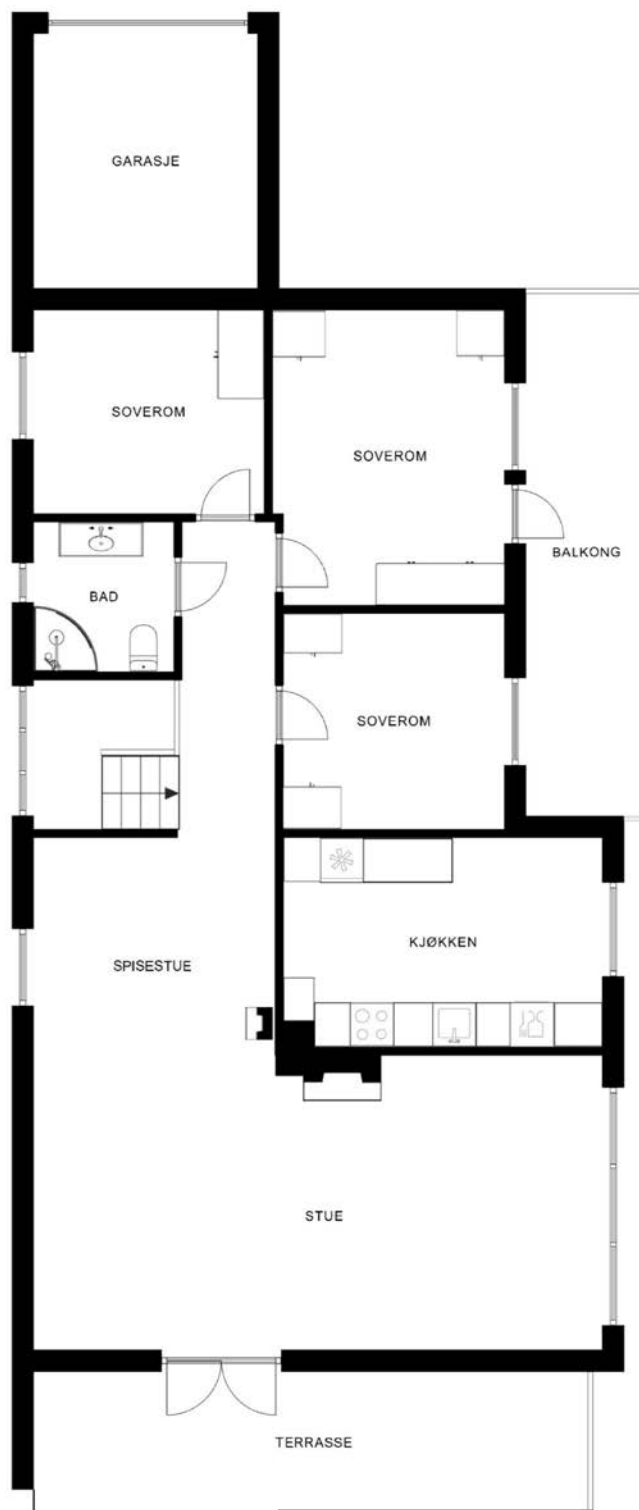 GARASJE
SOVEROM
SOVEROM
BALKONG
BAD
SOVEROM
KJØKKEN
SPISESTUE
STUE
TERRASSE